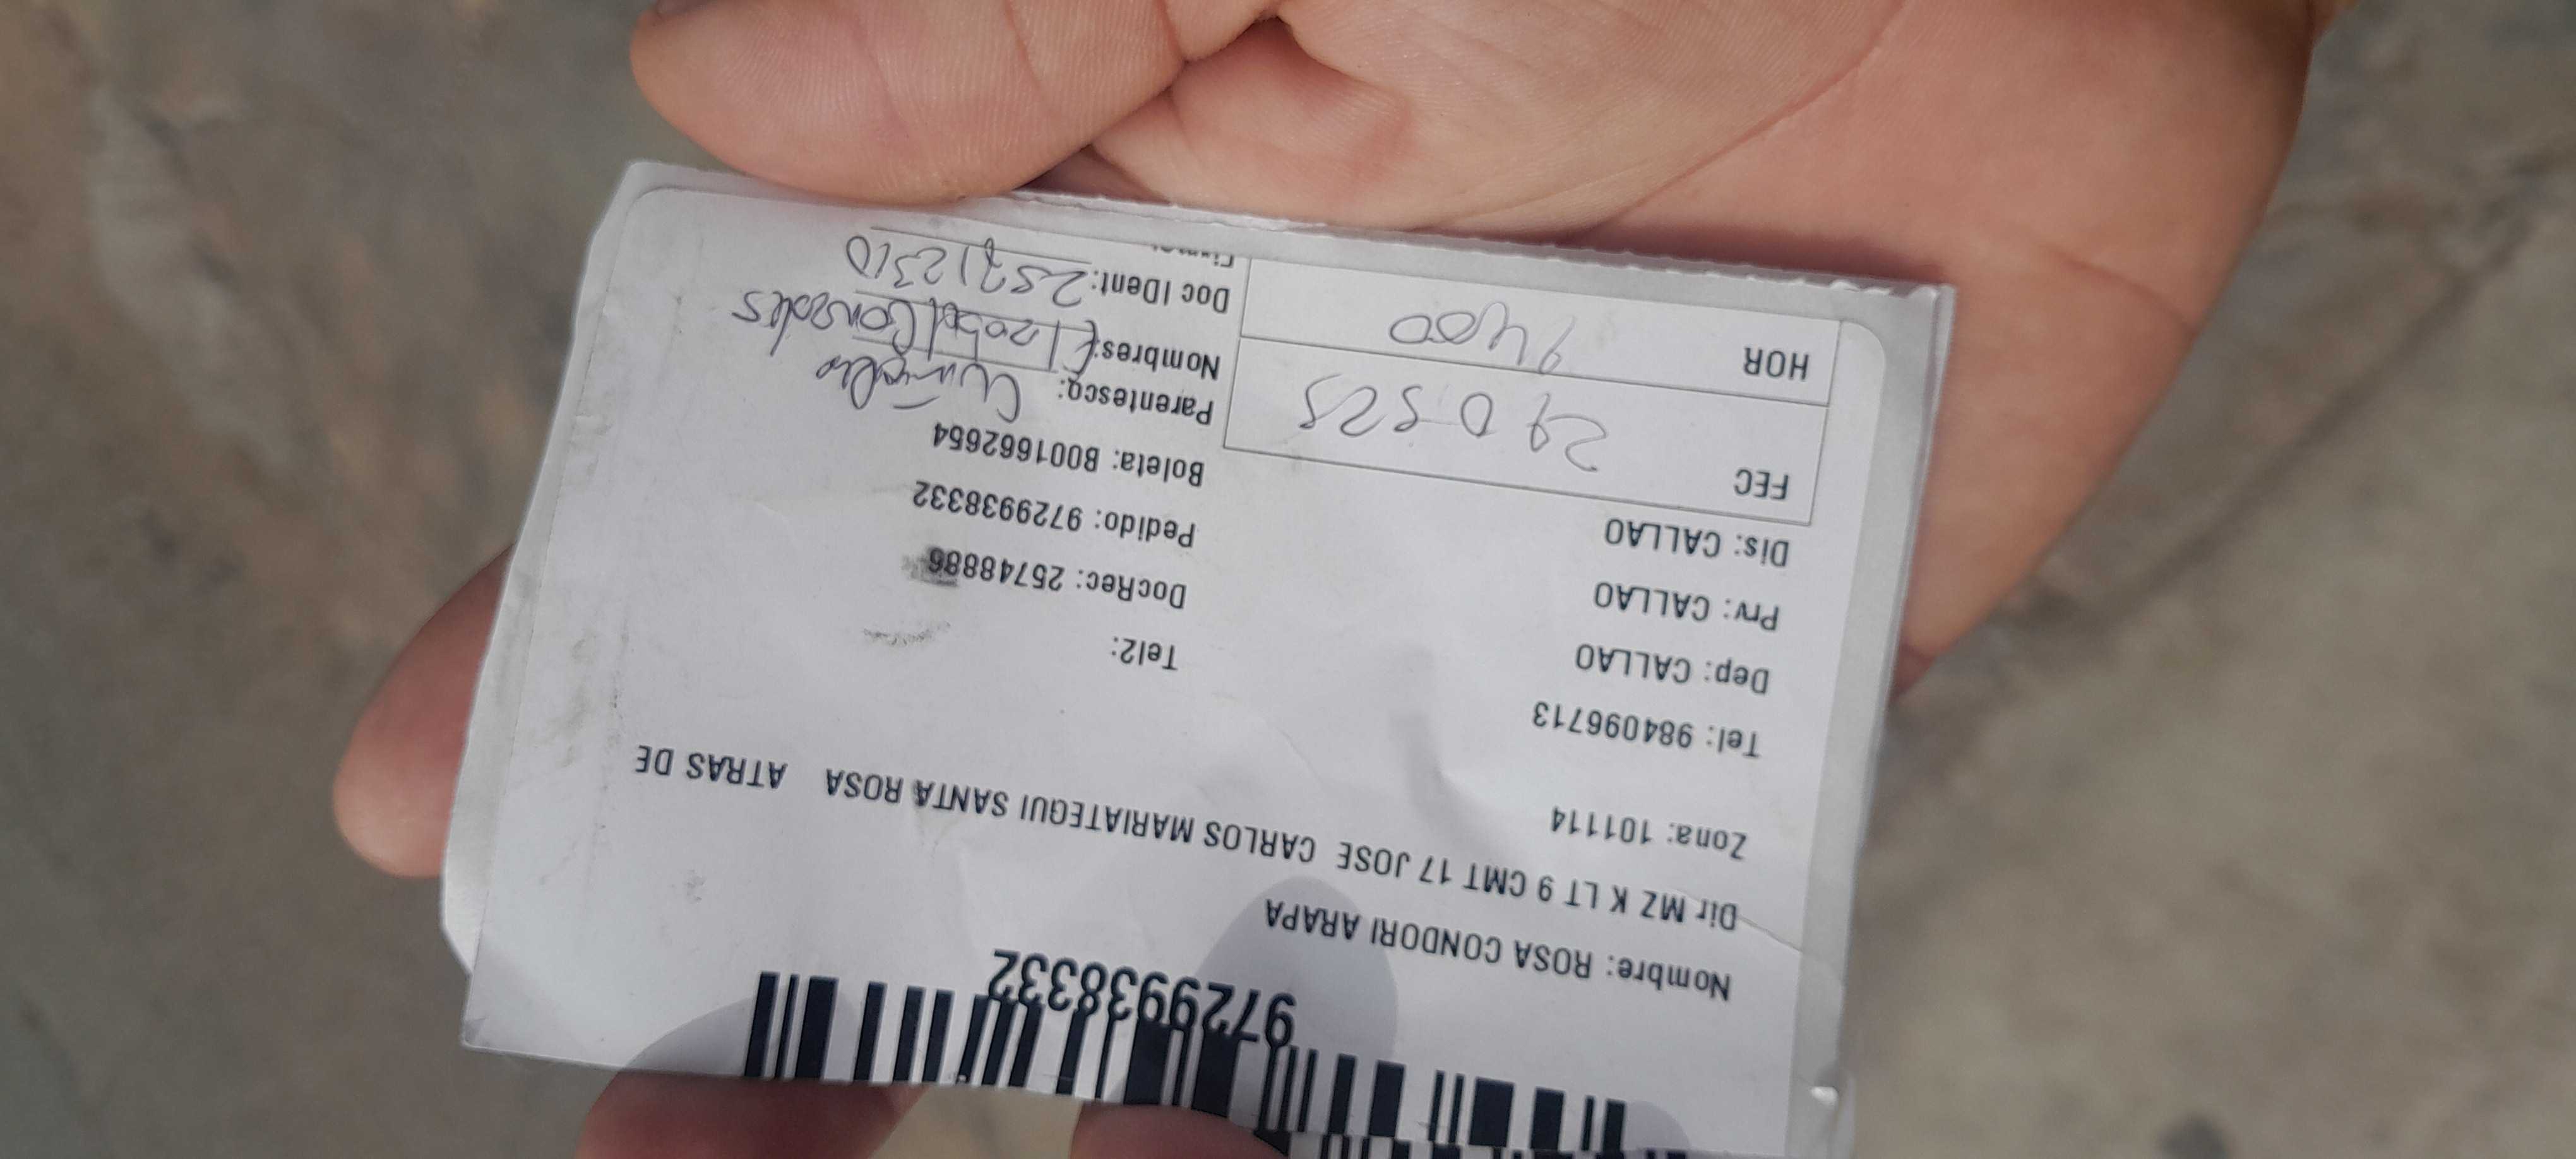 9729938332
Nombre: ROSA CONDORI ARAPA
Dir MZ K LT 9 CMT 17 JOSE CARLOS MARIATEGUI SANTA ROSA ATRAS DE
Zona: 101114
Tel: 984096713 Tel2:
Dep: CALLAO DocRec: 25748886
Prv: CALLAO Pedido: 9729938332
Dis: CALLAO Boleta: B001662654
FEC Parentesco:
HOR Nombres:
Doc IDent: 25712310